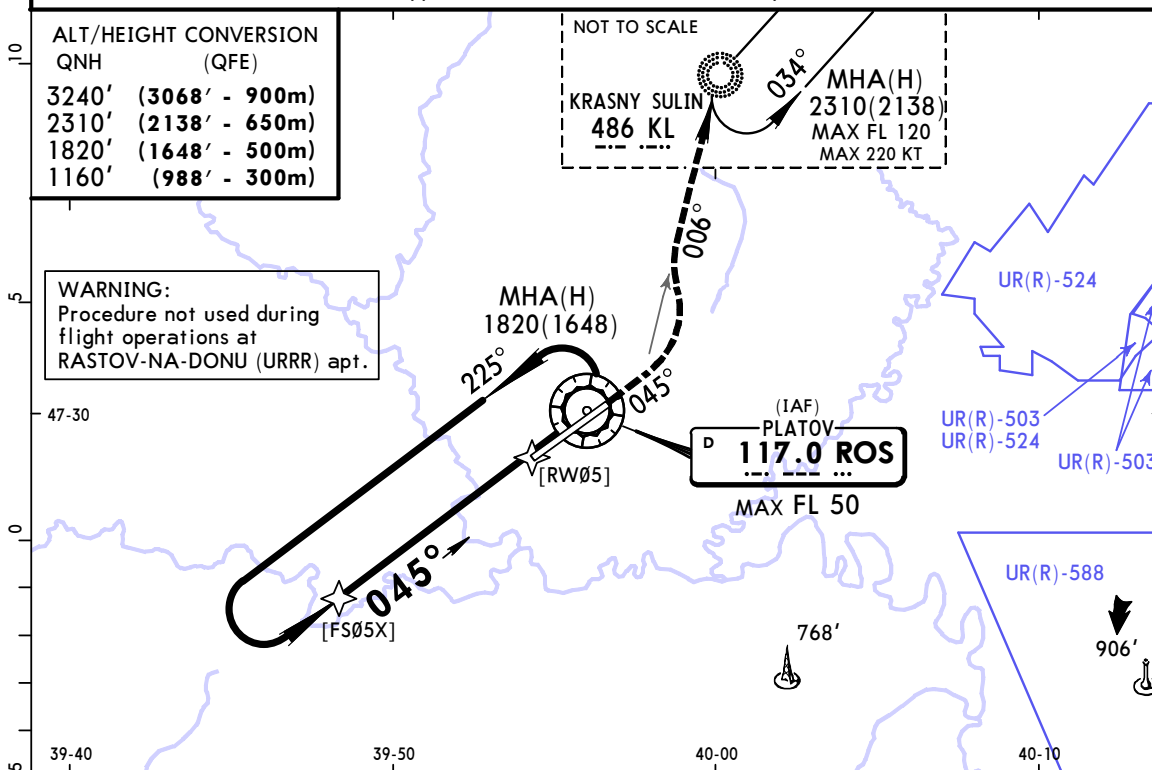 ALT/HEIGHT CONVERSION
QNH (QFE)
3240' (3068' - 900m)
2310' (2138' - 650m)
1820' (1648' - 500m)
1160' (988' - 300m)
NOT TO SCALE
KRASNY SULIN
486 KL
034°
MHA(H)
2310(2138)
MAX FL 120
MAX 220 KT
006°
WARNING:
Procedure not used during
flight operations at
RASTOV-NA-DONU (URRR) apt.
MHA(H)
1820(1648)
225°
045°
(IAF)
PLATOV
D 117.0 ROS
MAX FL 50
[RWØ5]
045°
[FSØ5X]
UR(R)-524
UR(R)-503
UR(R)-524
UR(R)-503
UR(R)-588
768'
906'
10
5
47-30
0
5
39-40
39-50
40-00
40-10